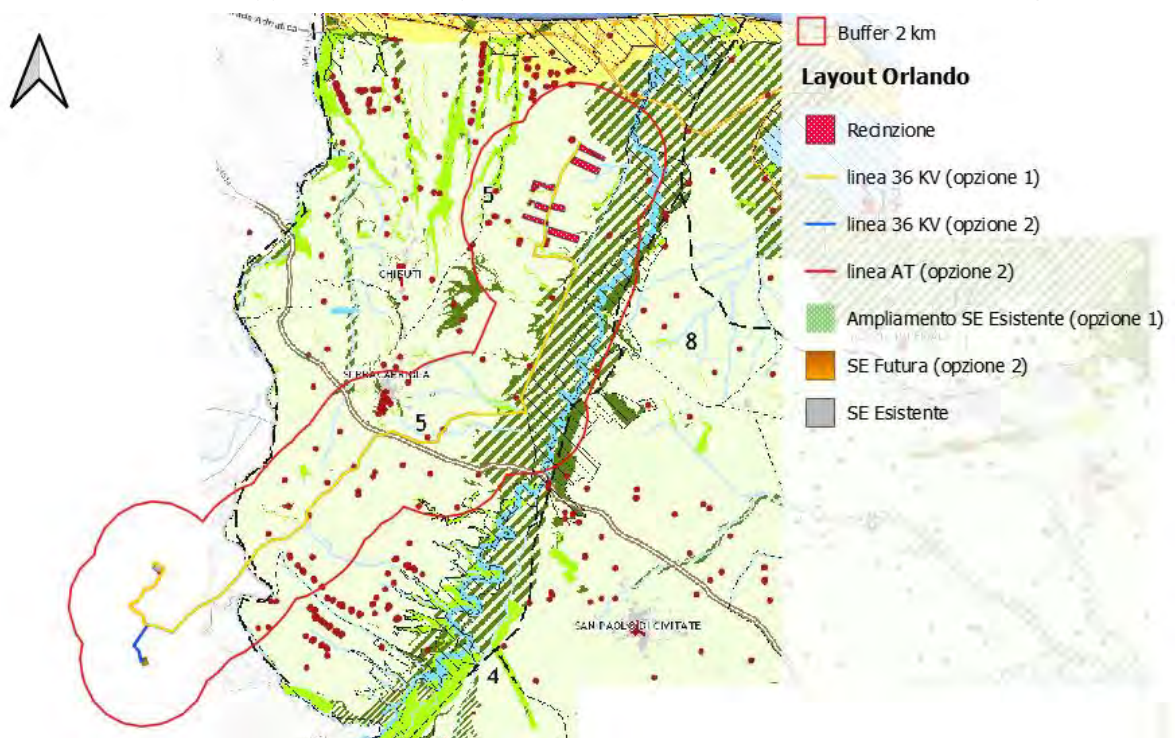 Buffer 2 km
Layout Orlando
Recinzione
linea 36 KV (opzione 1)
linea 36 KV (opzione 2)
linea AT (opzione 2)
Ampliamento SE Esistente (opzione 1)
SE Futura (opzione 2)
SE Esistente
Adriatica
5
CHIEUTI
8
SERRACAPRIOLA
5
SAN PAOLO DI CIVITATE
4